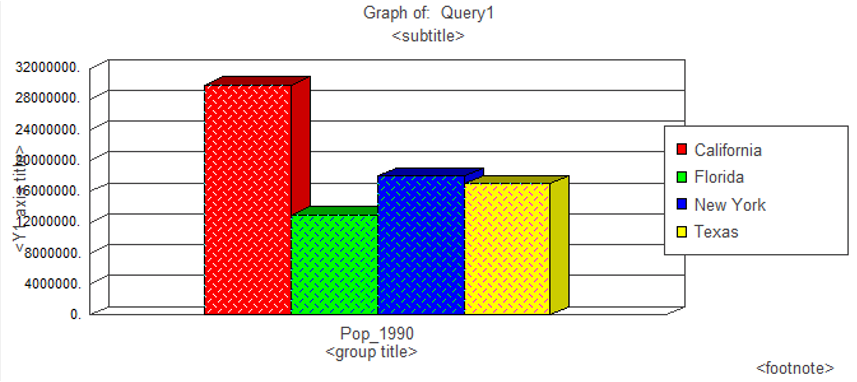 Graph of:  Query1
<subtitle>
32000000.
28000000.
24000000.
20000000.
16000000.
12000000.
8000000.
4000000.
0.
<Y1 axis title>
California
Florida
New York
Texas
Pop_1990
<group title>
<footnote>